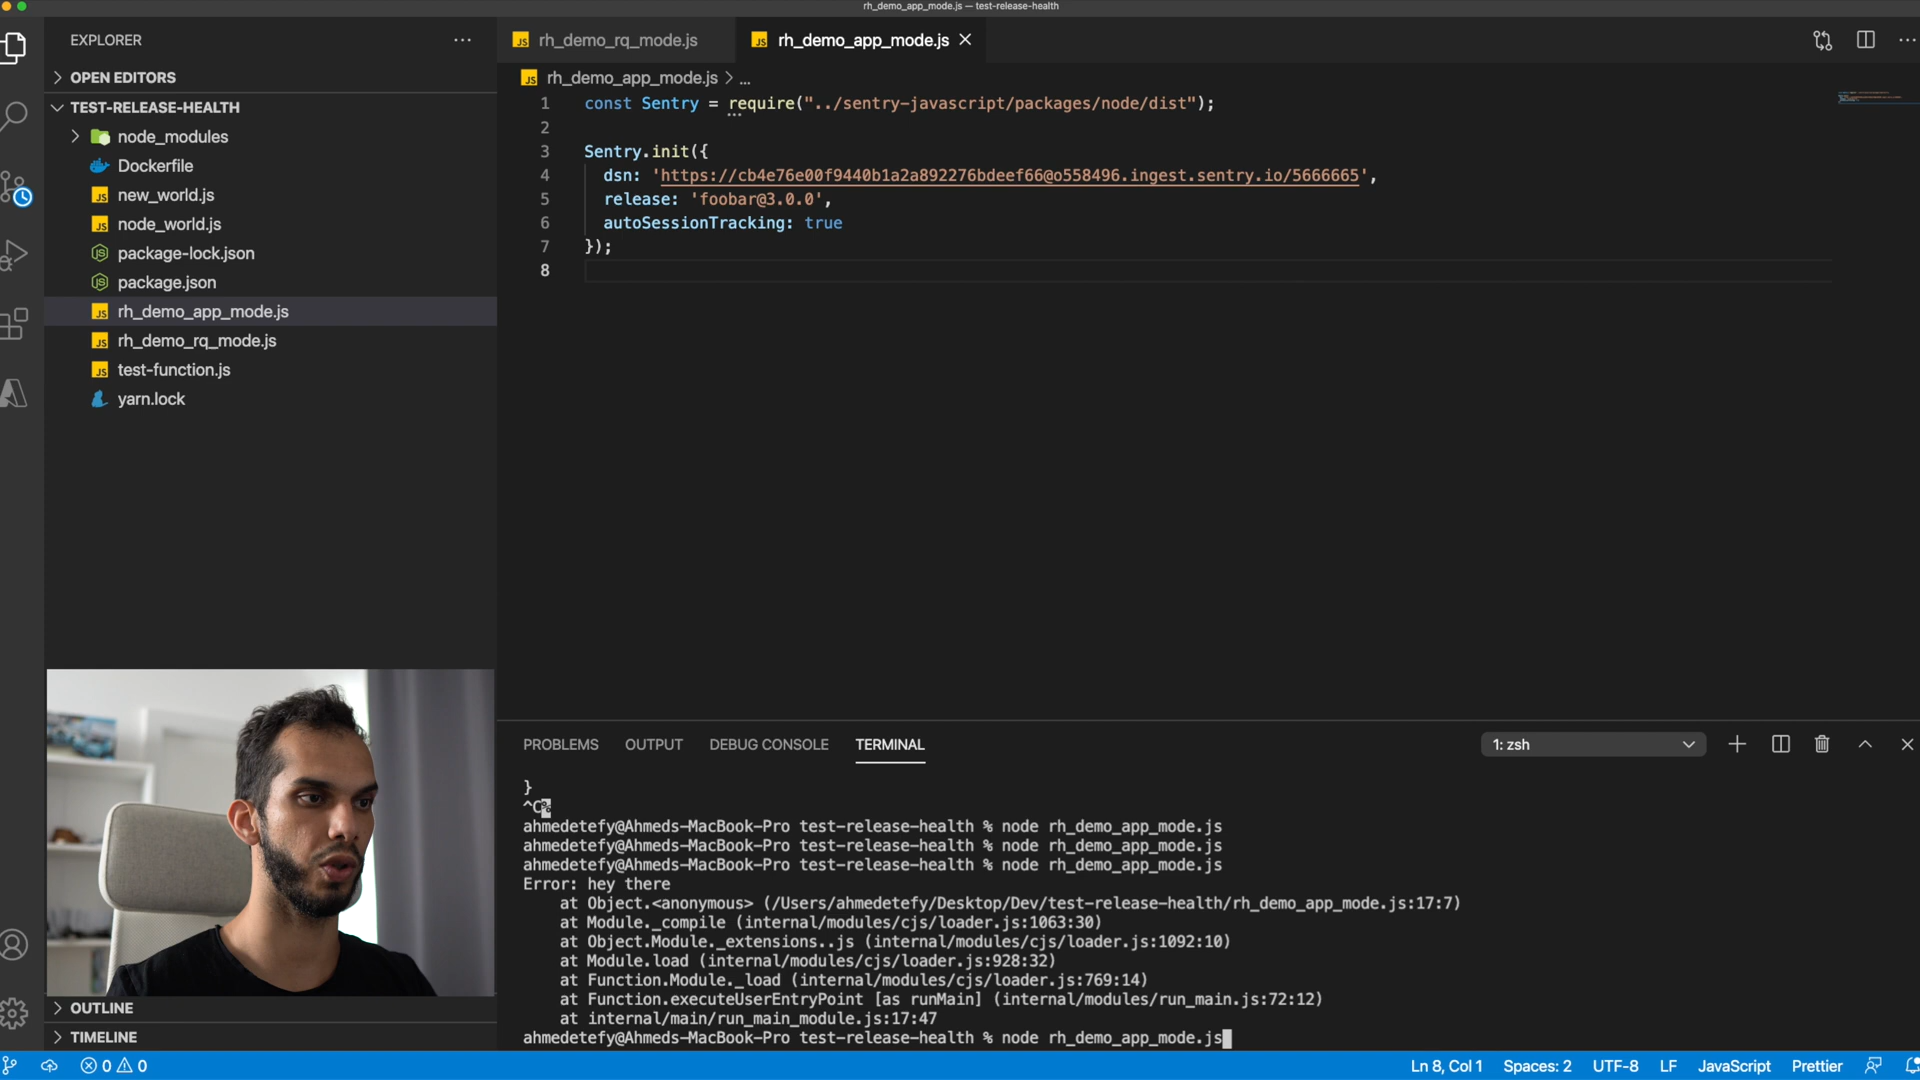 rh_demo_app_mode.js — test-release-health
EXPLORER
OPEN EDITORS
TEST-RELEASE-HEALTH
node_modules
Dockerfile
new_world.js
node_world.js
package-lock.json
package.json
rh_demo_app_mode.js
rh_demo_rq_mode.js
test-function.js
yarn.lock
OUTLINE
TIMELINE
JS rh_demo_rq_mode.js
JS rh_demo_app_mode.js
JS rh_demo_app_mode.js > ...
1 const Sentry = require("../sentry-javascript/packages/node/dist");
2
3 Sentry.init({
4 dsn: 'https://cb4e76e00f9440b1a2a892276bdeef66@o558496.ingest.sentry.io/5666665',
5 release: 'foobar@3.0.0',
6 autoSessionTracking: true
7 });
8
PROBLEMS OUTPUT DEBUG CONSOLE TERMINAL 1: zsh
}
^C%
ahmedetefy@Ahmeds-MacBook-Pro test-release-health % node rh_demo_app_mode.js
ahmedetefy@Ahmeds-MacBook-Pro test-release-health % node rh_demo_app_mode.js
ahmedetefy@Ahmeds-MacBook-Pro test-release-health % node rh_demo_app_mode.js
Error: hey there
at Object.<anonymous> (/Users/ahmedetefy/Desktop/Dev/test-release-health/rh_demo_app_mode.js:17:7)
at Module._compile (internal/modules/cjs/loader.js:1063:30)
at Object.Module._extensions..js (internal/modules/cjs/loader.js:1092:10)
at Module.load (internal/modules/cjs/loader.js:928:32)
at Function.Module._load (internal/modules/cjs/loader.js:769:14)
at Function.executeUserEntryPoint [as runMain] (internal/modules/run_main.js:72:12)
at internal/main/run_main_module.js:17:47
ahmedetefy@Ahmeds-MacBook-Pro test-release-health % node rh_demo_app_mode.js
0 0 Ln 8, Col 1 Spaces: 2 UTF-8 LF JavaScript Prettier